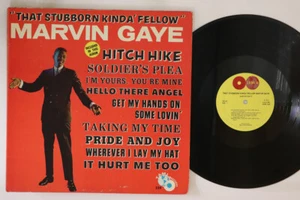 "THAT STUBBORN KINDA' FELLOW"
MARVIN GAYE
HITCH HIKE
SOLDIER'S PLEA
I'M YOURS, YOU'RE MINE
HELLO THERE ANGEL
GET MY HANDS ON
SOME LOVIN'
TAKING MY TIME
PRIDE AND JOY
WHEREVER I LAY MY HAT
IT HURT ME TOO